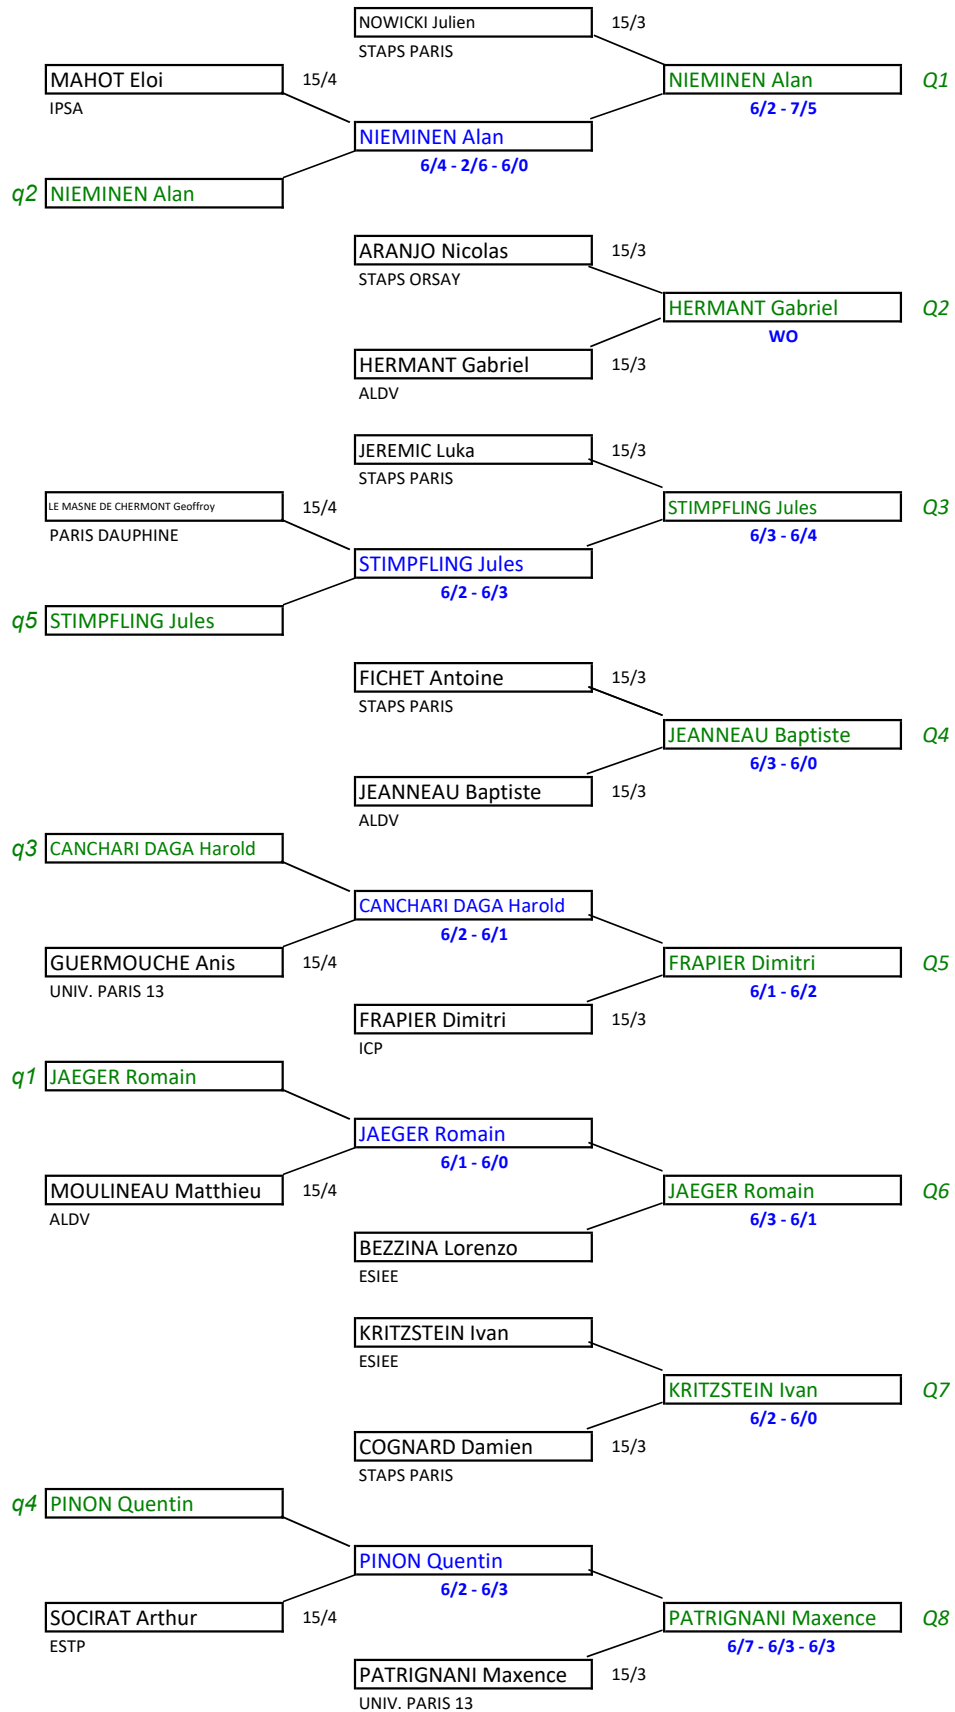 NOWICKI Julien 15/3
STAPS PARIS
MAHOT Eloi 15/4 NIEMINEN Alan Q1
IPSA 6/2 - 7/5
NIEMINEN Alan
6/4 - 2/6 - 6/0
q2 NIEMINEN Alan
ARANJO Nicolas 15/3
STAPS ORSAY
HERMANT Gabriel Q2
WO
HERMANT Gabriel 15/3
ALDV
JEREMIC Luka 15/3
STAPS PARIS
LE MASNE DE CHERMONT Geoffroy 15/4 STIMPFLING Jules Q3
PARIS DAUPHINE 6/3 - 6/4
STIMPFLING Jules
6/2 - 6/3
q5 STIMPFLING Jules
FICHET Antoine 15/3
STAPS PARIS
JEANNEAU Baptiste Q4
6/3 - 6/0
JEANNEAU Baptiste 15/3
ALDV
q3 CANCHARI DAGA Harold
CANCHARI DAGA Harold
6/2 - 6/1
GUERMOUCHE Anis 15/4 FRAPIER Dimitri Q5
UNIV. PARIS 13 6/1 - 6/2
FRAPIER Dimitri 15/3
ICP
q1 JAEGER Romain
JAEGER Romain
6/1 - 6/0
MOULINEAU Matthieu 15/4 JAEGER Romain Q6
ALDV 6/3 - 6/1
BEZZINA Lorenzo
ESIEE
KRITZSTEIN Ivan
ESIEE
KRITZSTEIN Ivan Q7
6/2 - 6/0
COGNARD Damien 15/3
STAPS PARIS
q4 PINON Quentin
PINON Quentin
6/2 - 6/3
SOCIRAT Arthur 15/4 PATRIGNANI Maxence Q8
ESTP 6/7 - 6/3 - 6/3
PATRIGNANI Maxence 15/3
UNIV. PARIS 13